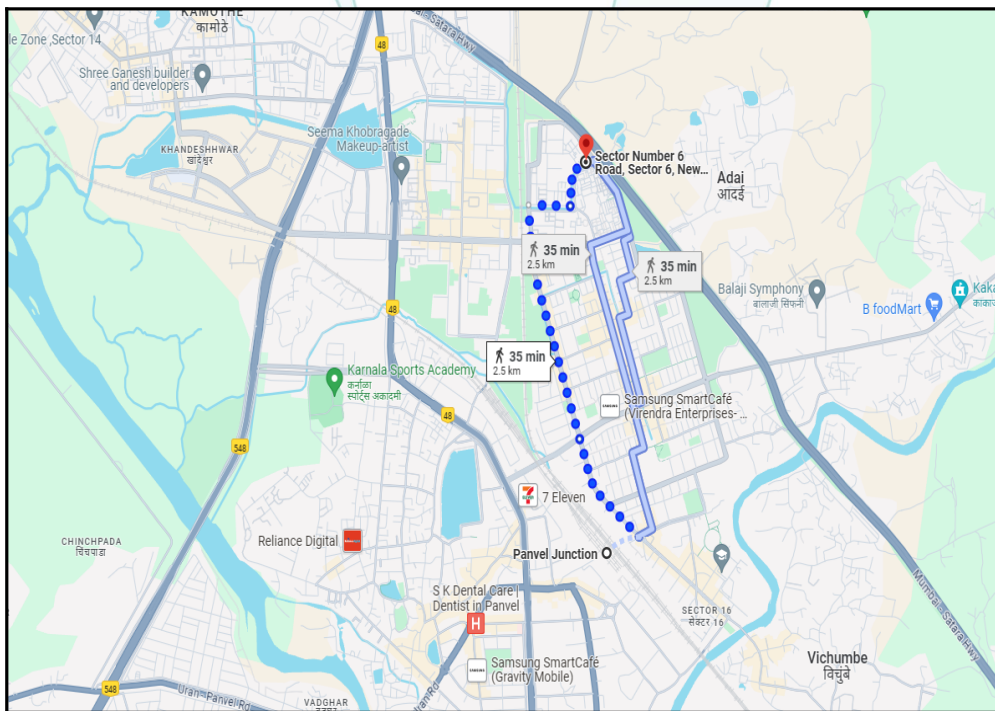 KAMOTHE
कामोठे
48
Mumbai - Satara Hwy
le Zone ,Sector 14
Shree Ganesh builder
and developers
Seema Khobragade
Makeup-artist
KHANDESHHWAR
खांदेश्वर
Sector Number 6
Road, Sector 6, New...
Adai
आदई
35 min
2.5 km
35 min
2.5 km
Balaji Symphony
बालाजी सिंफनी
Kaka
काकाज
B foodMart
48
35 min
2.5 km
Karnala Sports Academy
कर्नाळा
स्पोर्ट्स अकादमी
Samsung SmartCafé
(Virendra Enterprises- ...
48
548
7 Eleven
CHINCHPADA
चिंचपाडा
Reliance Digital
Panvel Junction
S K Dental Care |
Dentist in Panvel
H
SECTOR 16
सेक्टर 16
Mumbai - Satara Hwy
Samsung SmartCafé
(Gravity Mobile)
Vichumbe
विचुंबे
548
Uran- Panvel Rd
VADGHAR